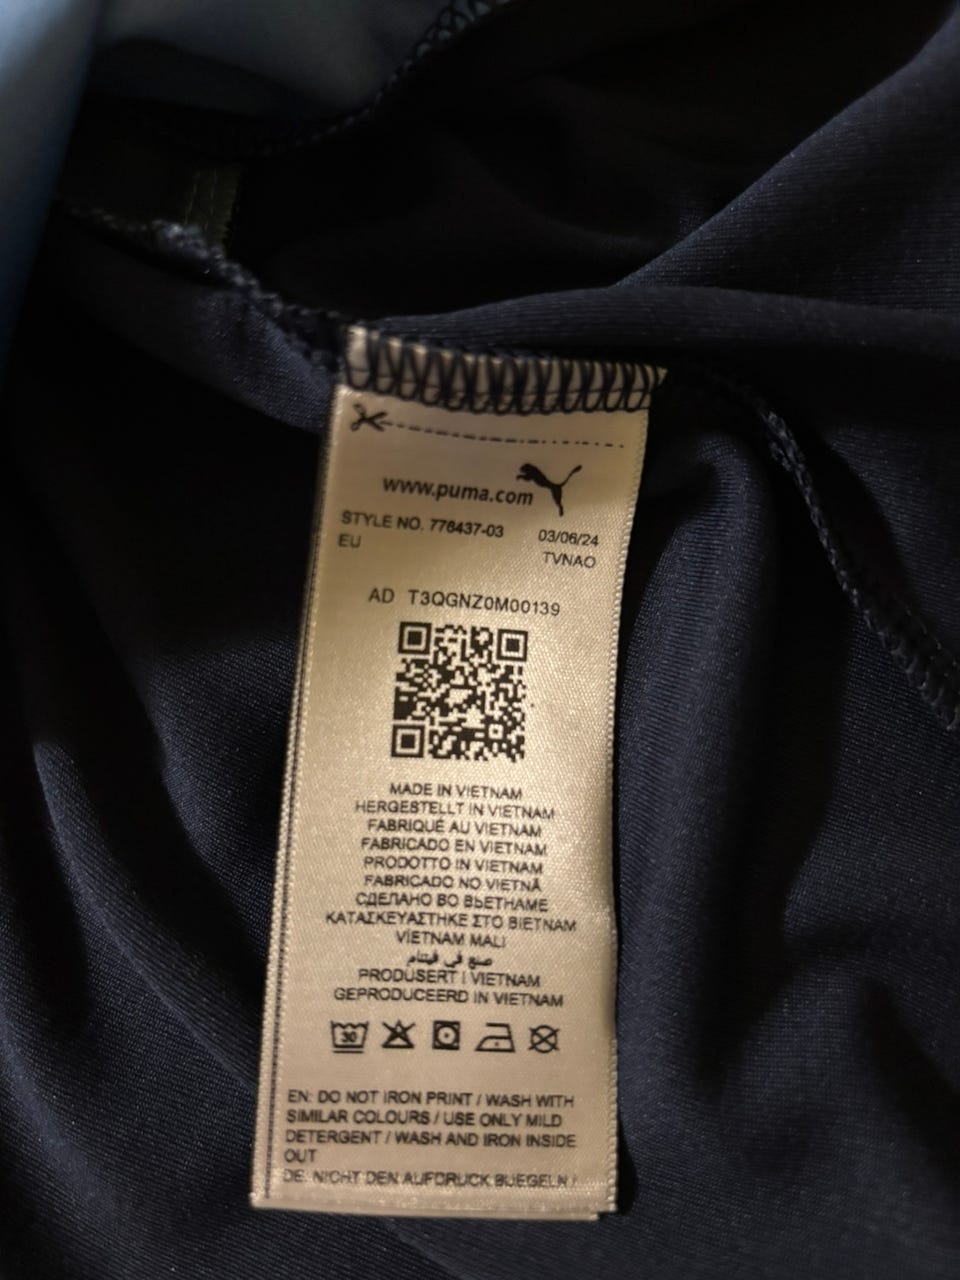 www.puma.com
STYLE NO. 776437-03 03/06/24
EU TVNAO
AD T3QGNZ0M00139
MADE IN VIETNAM
HERGESTELLT IN VIETNAM
FABRIQUÉ AU VIETNAM
FABRICADO EN VIETNAM
PRODOTTO IN VIETNAM
FABRICADO NO VIETNÃ
СДЕЛАНО ВО ВЬЕТНАМЕ
ΚΑΤΑΣΚΕΥΑΣΤΗΚΕ ΣΤΟ ΒΙΕΤΝΑΜ
VİETNAM MALI
صنع في فيتنام
PRODUSERT I VIETNAM
GEPRODUCEERD IN VIETNAM
30
EN: DO NOT IRON PRINT / WASH WITH
SIMILAR COLOURS / USE ONLY MILD
DETERGENT / WASH AND IRON INSIDE
OUT
DE: NICHT DEN AUFDRUCK BUEGELN /